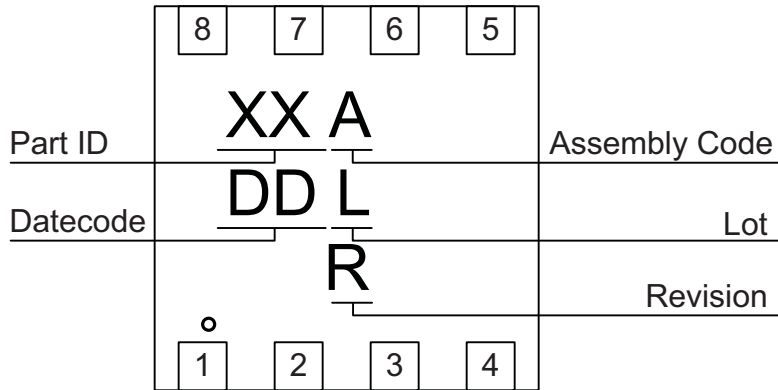 8 7 6 5
XX A
Part ID Assembly Code
DD L
Datecode Lot
R
Revision
1 2 3 4